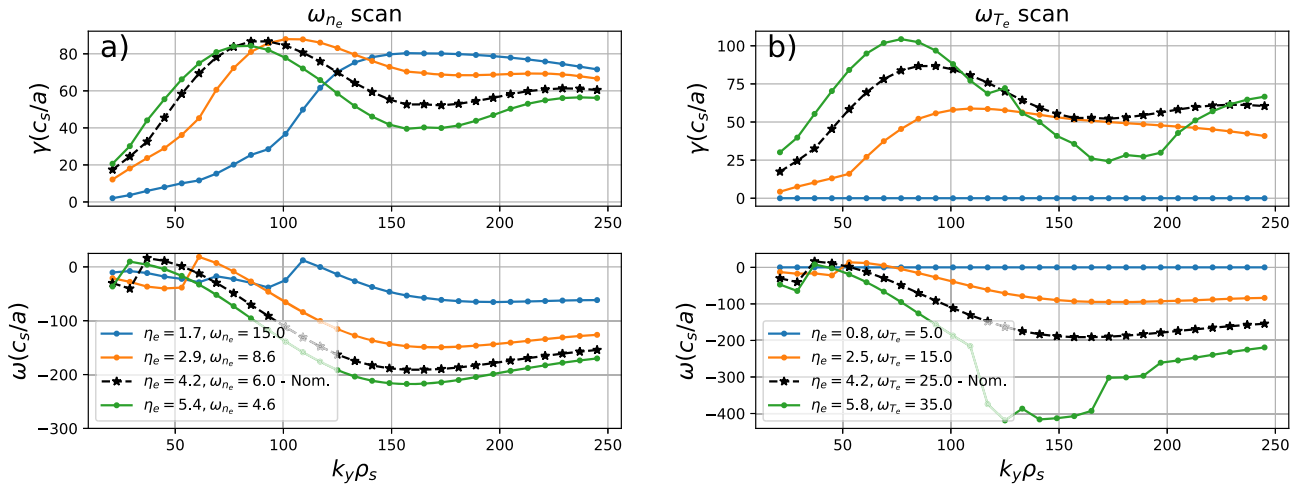 ω_{n_e} scan
a)
γ(c_s/a)
80
60
40
20
0
50 100 150 200 250
ω(c_s/a)
0
−100
−200
−300
η_e = 1.7, ω_{n_e} = 15.0
η_e = 2.9, ω_{n_e} = 8.6
η_e = 4.2, ω_{n_e} = 6.0 - Nom.
η_e = 5.4, ω_{n_e} = 4.6
50 100 150 200 250
k_yρ_s
ω_{T_e} scan
b)
γ(c_s/a)
100
75
50
25
0
50 100 150 200 250
ω(c_s/a)
0
−100
−200
−300
−400
η_e = 0.8, ω_{T_e} = 5.0
η_e = 2.5, ω_{T_e} = 15.0
η_e = 4.2, ω_{T_e} = 25.0 - Nom.
η_e = 5.8, ω_{T_e} = 35.0
50 100 150 200 250
k_yρ_s